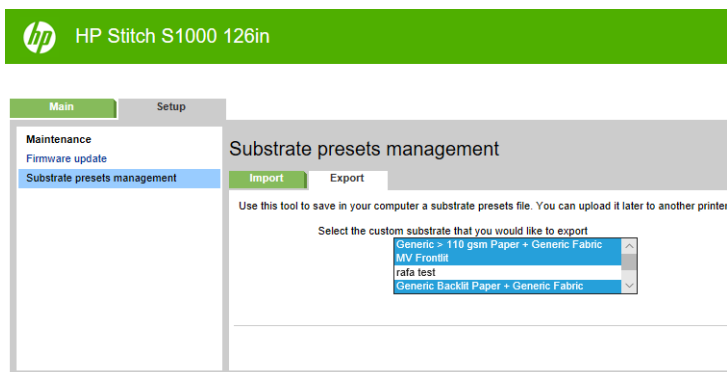 hp HP Stitch S1000 126in
Main Setup
Maintenance
Firmware update
Substrate presets management
Substrate presets management
Import Export
Use this tool to save in your computer a substrate presets file. You can upload it later to another printer
Select the custom substrate that you would like to export
Generic > 110 gsm Paper + Generic Fabric
MV Frontlit
rafa test
Generic Backlit Paper + Generic Fabric